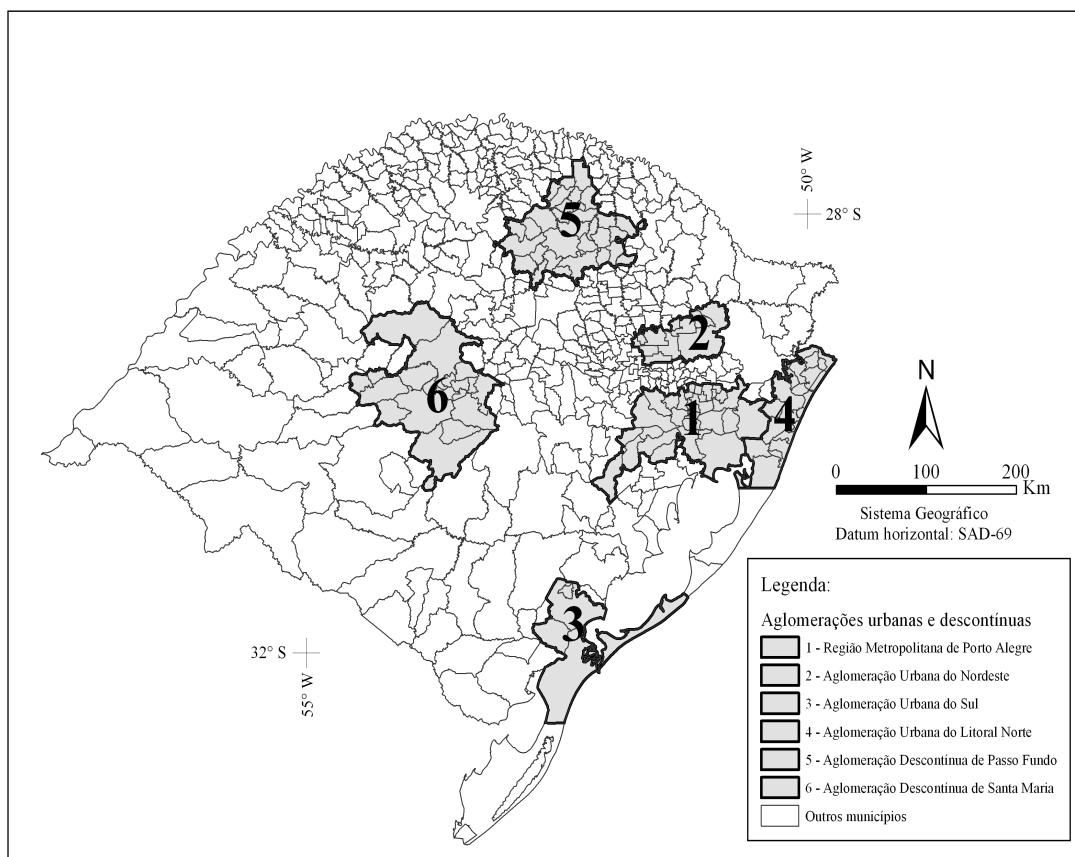 50° W
28° S
5
2
6
1
4
N
0 100 200
Km
Sistema Geográfico
Datum horizontal: SAD-69
3
32° S
55° W
Legenda:
Aglomerações urbanas e descontínuas
1 - Região Metropolitana de Porto Alegre
2 - Aglomeração Urbana do Nordeste
3 - Aglomeração Urbana do Sul
4 - Aglomeração Urbana do Litoral Norte
5 - Aglomeração Descontínua de Passo Fundo
6 - Aglomeração Descontínua de Santa Maria
Outros municípios